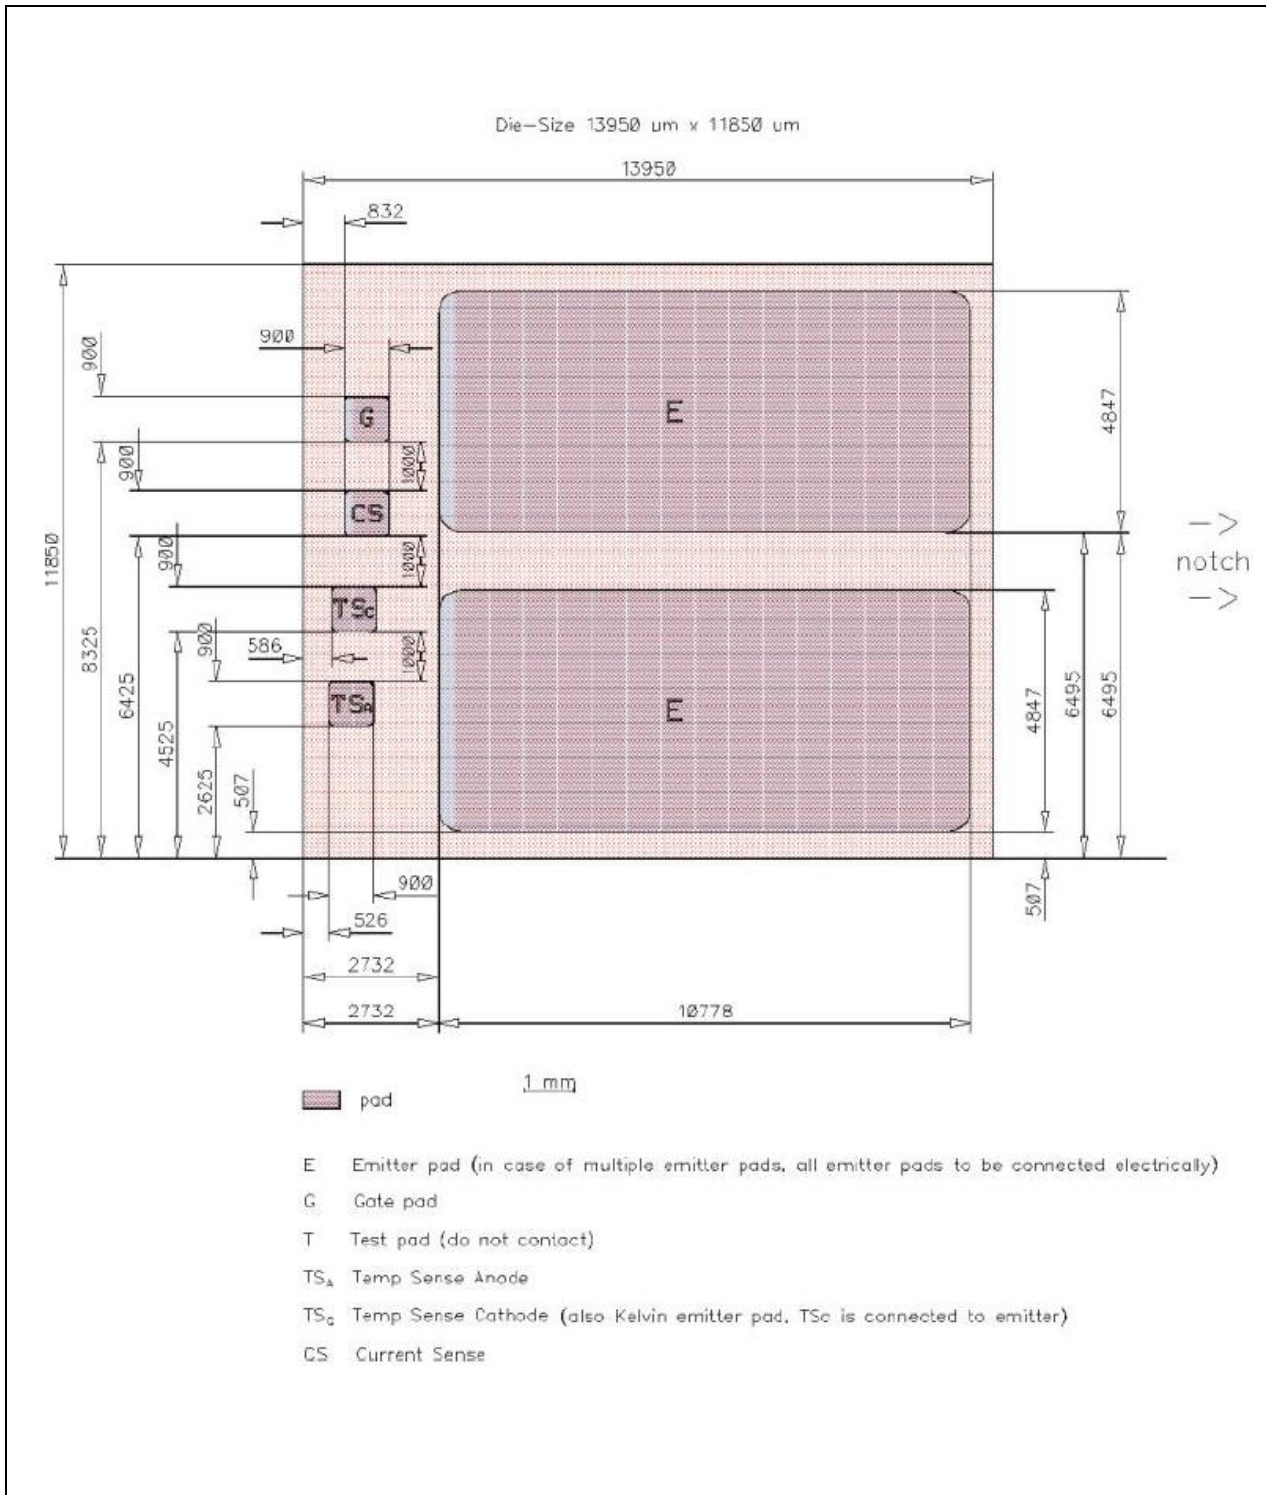 Die-Size 13950 um x 11850 um
13950
832
900
900
G
E
4847
1000
900
CS
11850
900
1000
->
notch
->
TSC
8325
6425
900
586
1000
4525
TSA
E
4847
6495
6495
2625
507
900
507
526
2732
2732
10778
1 mm
pad
E Emitter pad (in case of multiple emitter pads, all emitter pads to be connected electrically)
G Gate pad
T Test pad (do not contact)
TSA Temp Sense Anode
TSC Temp Sense Cathode (also Kelvin emitter pad, TSc is connected to emitter)
CS Current Sense